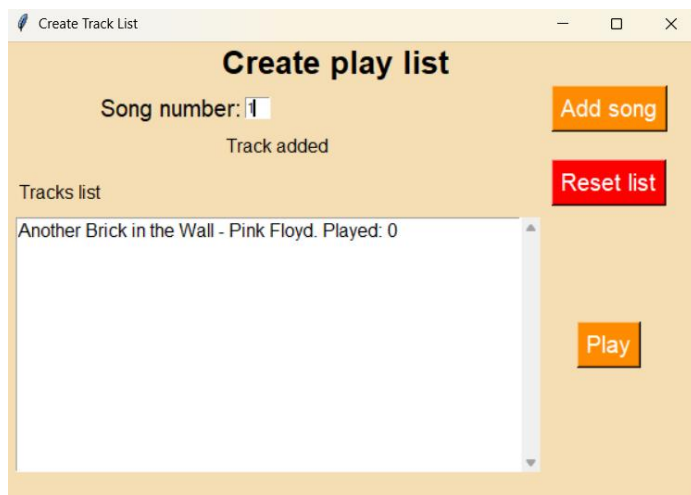 Create Track List
Create play list
Song number: 1
Add song
Track added
Reset list
Tracks list
Another Brick in the Wall - Pink Floyd. Played: 0
Play